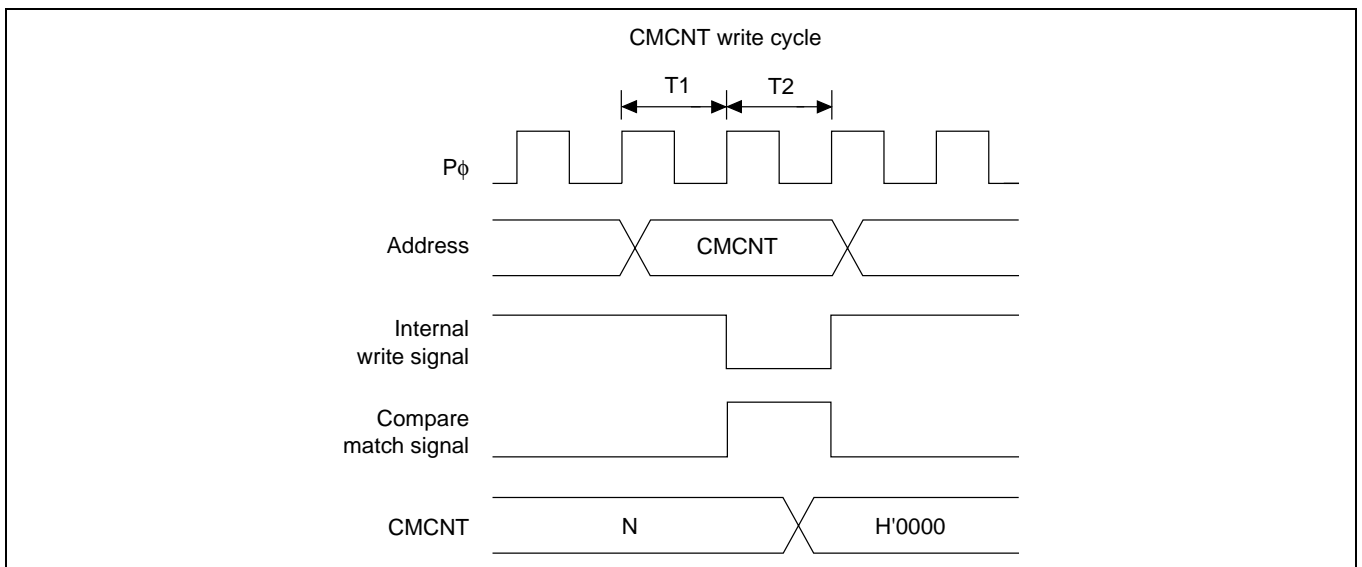 CMCNT write cycle
T1 T2
Pϕ
Address
CMCNT
Internal
write signal
Compare
match signal
CMCNT
N
H'0000